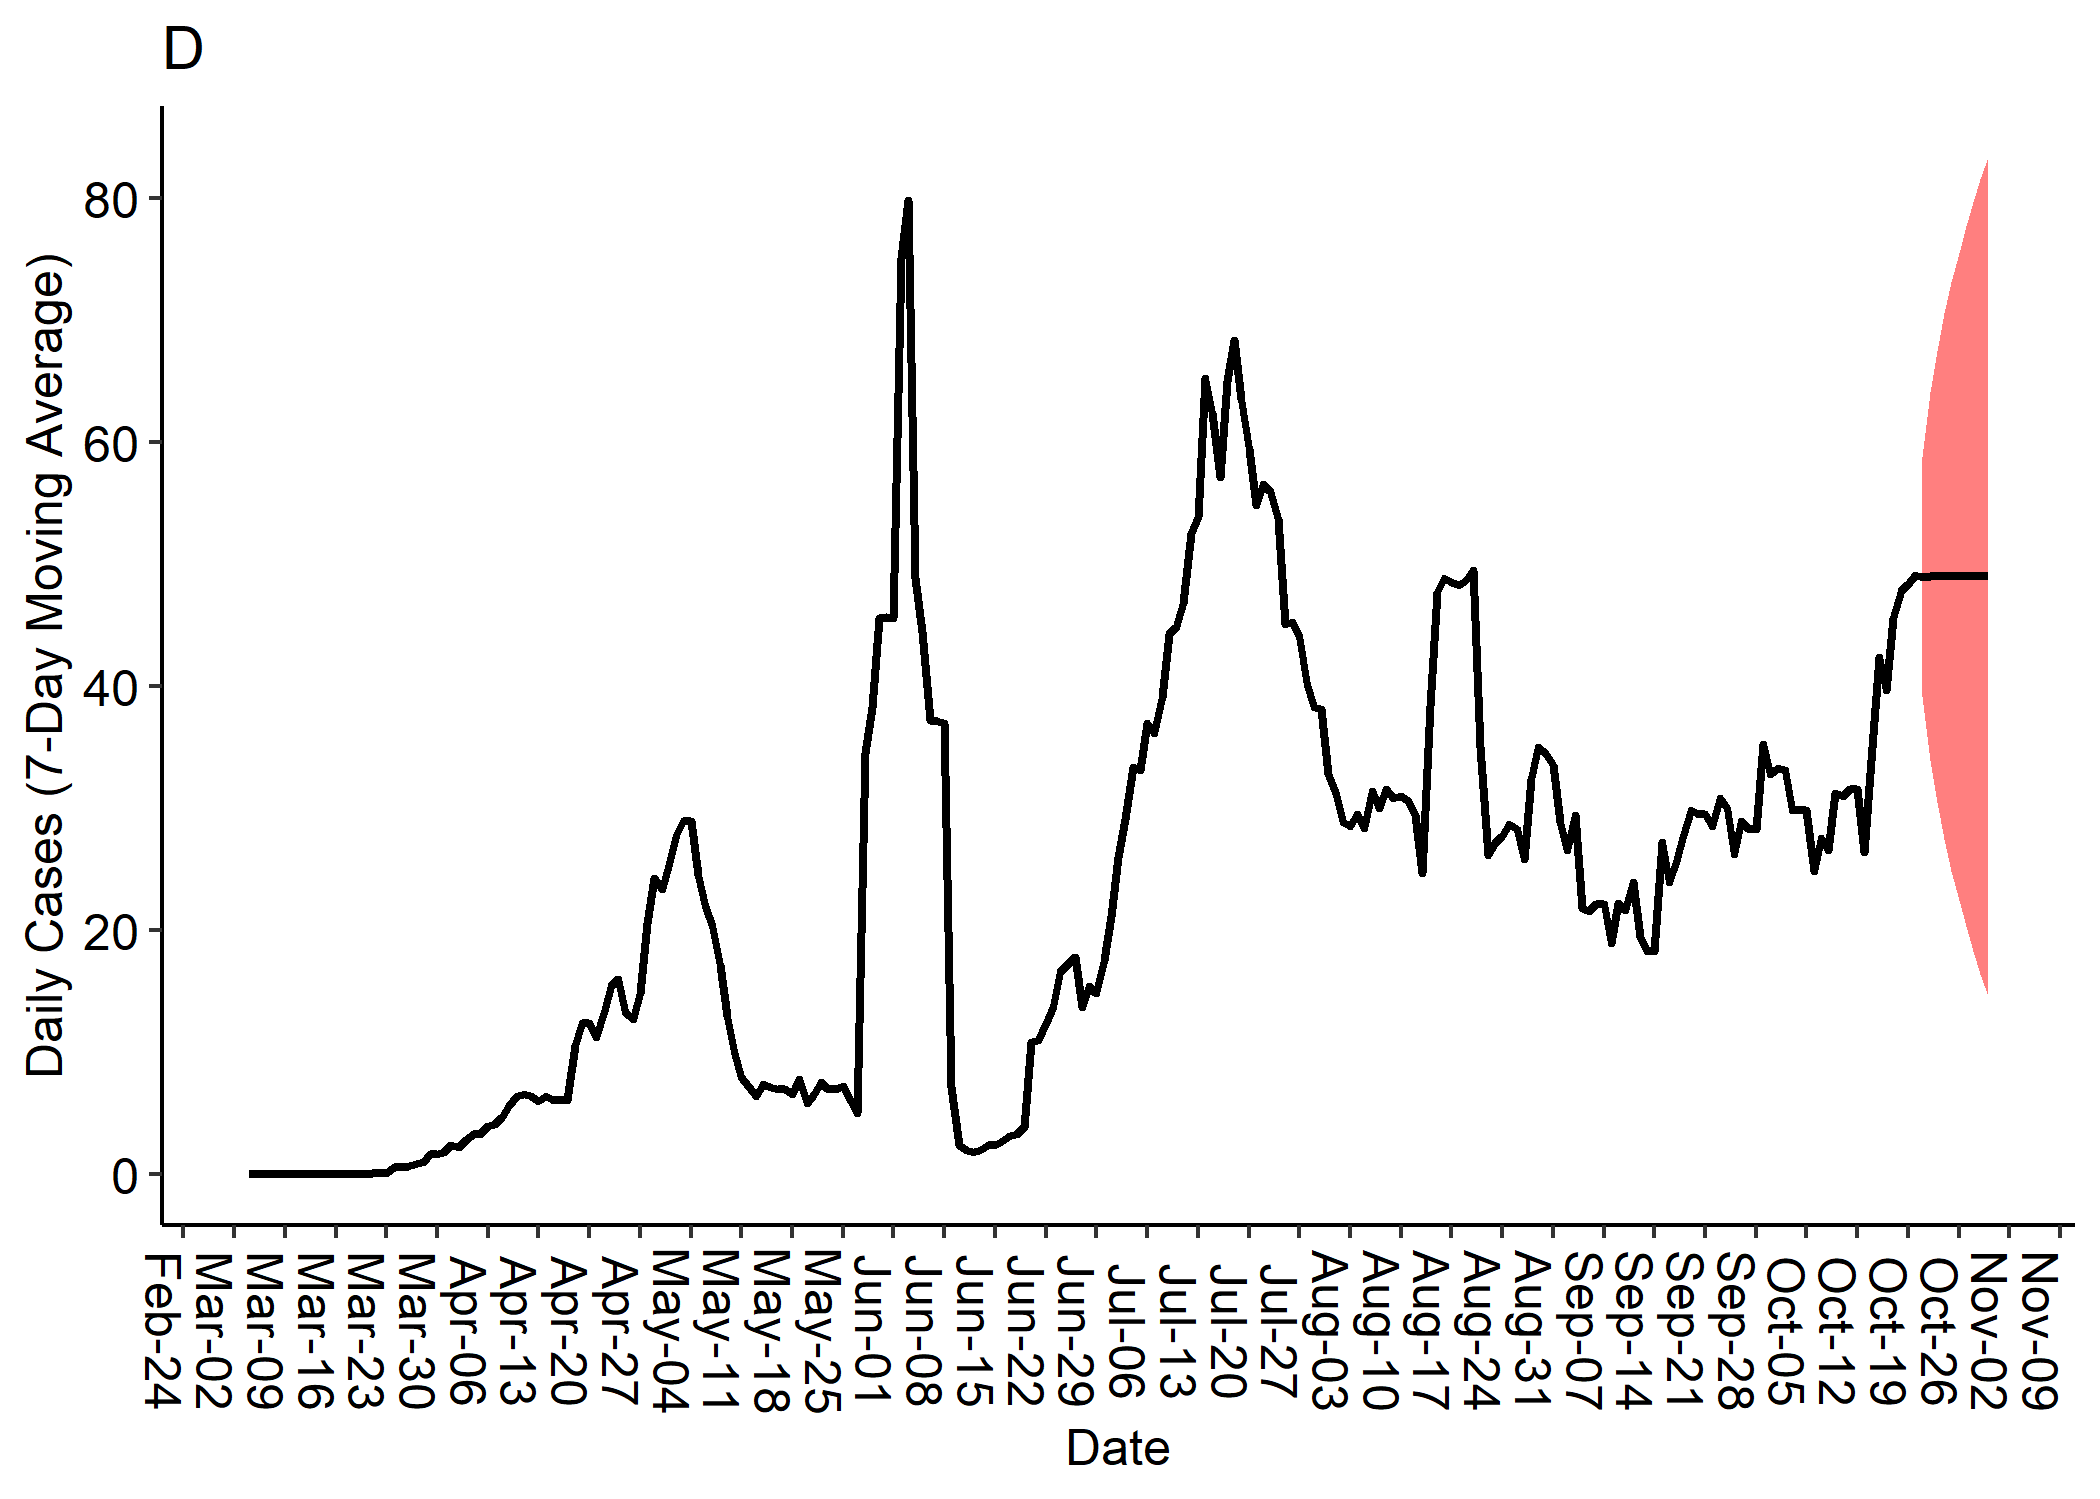 D
Daily Cases (7-Day Moving Average)
80
60
40
20
0
Feb-24
Mar-02
Mar-09
Mar-16
Mar-23
Mar-30
Apr-06
Apr-13
Apr-20
Apr-27
May-04
May-11
May-18
May-25
Jun-01
Jun-08
Jun-15
Jun-22
Jun-29
Jul-06
Jul-13
Jul-20
Jul-27
Aug-03
Aug-10
Aug-17
Aug-24
Aug-31
Sep-07
Sep-14
Sep-21
Sep-28
Oct-05
Oct-12
Oct-19
Oct-26
Nov-02
Nov-09
Date